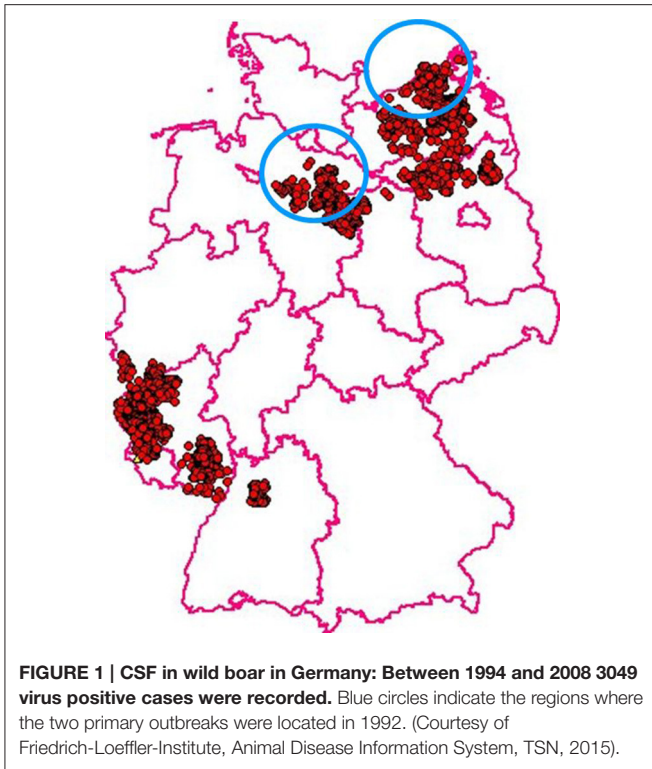 FIGURE 1 | CSF in wild boar in Germany: Between 1994 and 2008 3049
virus positive cases were recorded. Blue circles indicate the regions where
the two primary outbreaks were located in 1992. (Courtesy of
Friedrich-Loeffler-Institute, Animal Disease Information System, TSN, 2015).